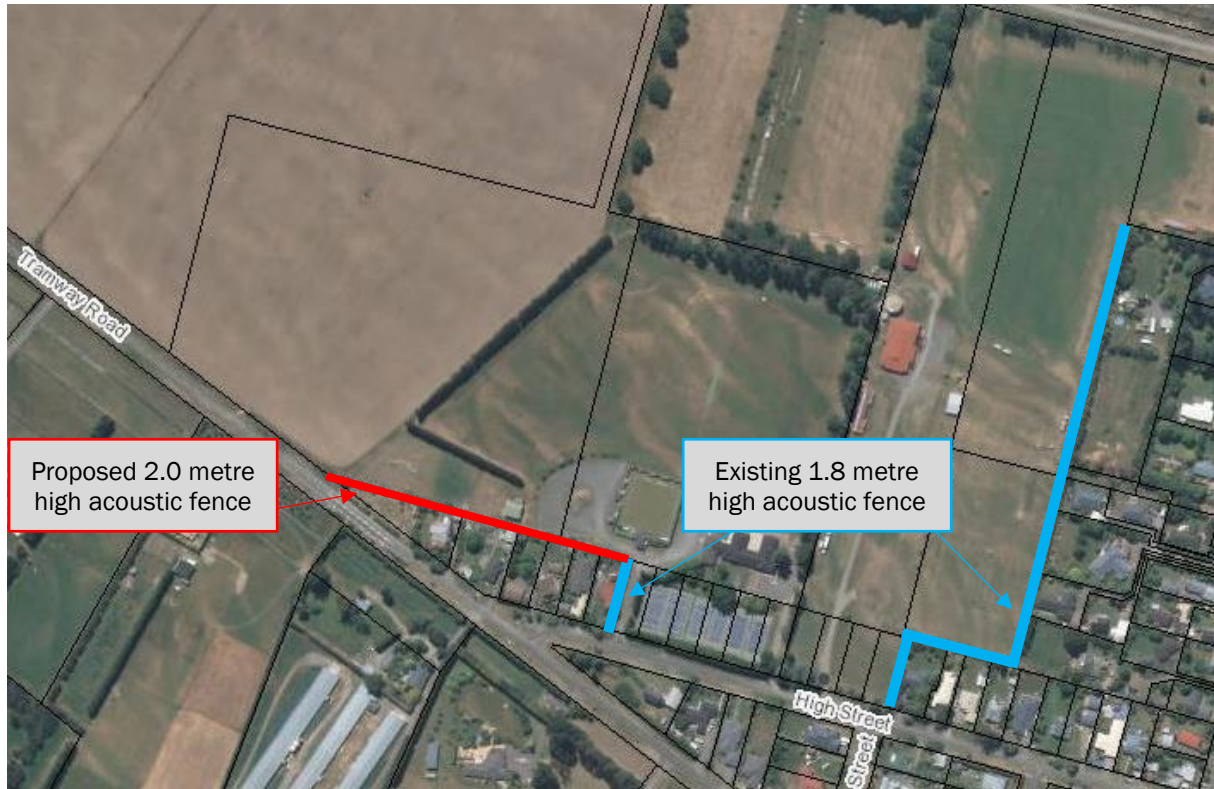 Tramway Road
Proposed 2.0 metre
high acoustic fence
Existing 1.8 metre
high acoustic fence
High Street
Street